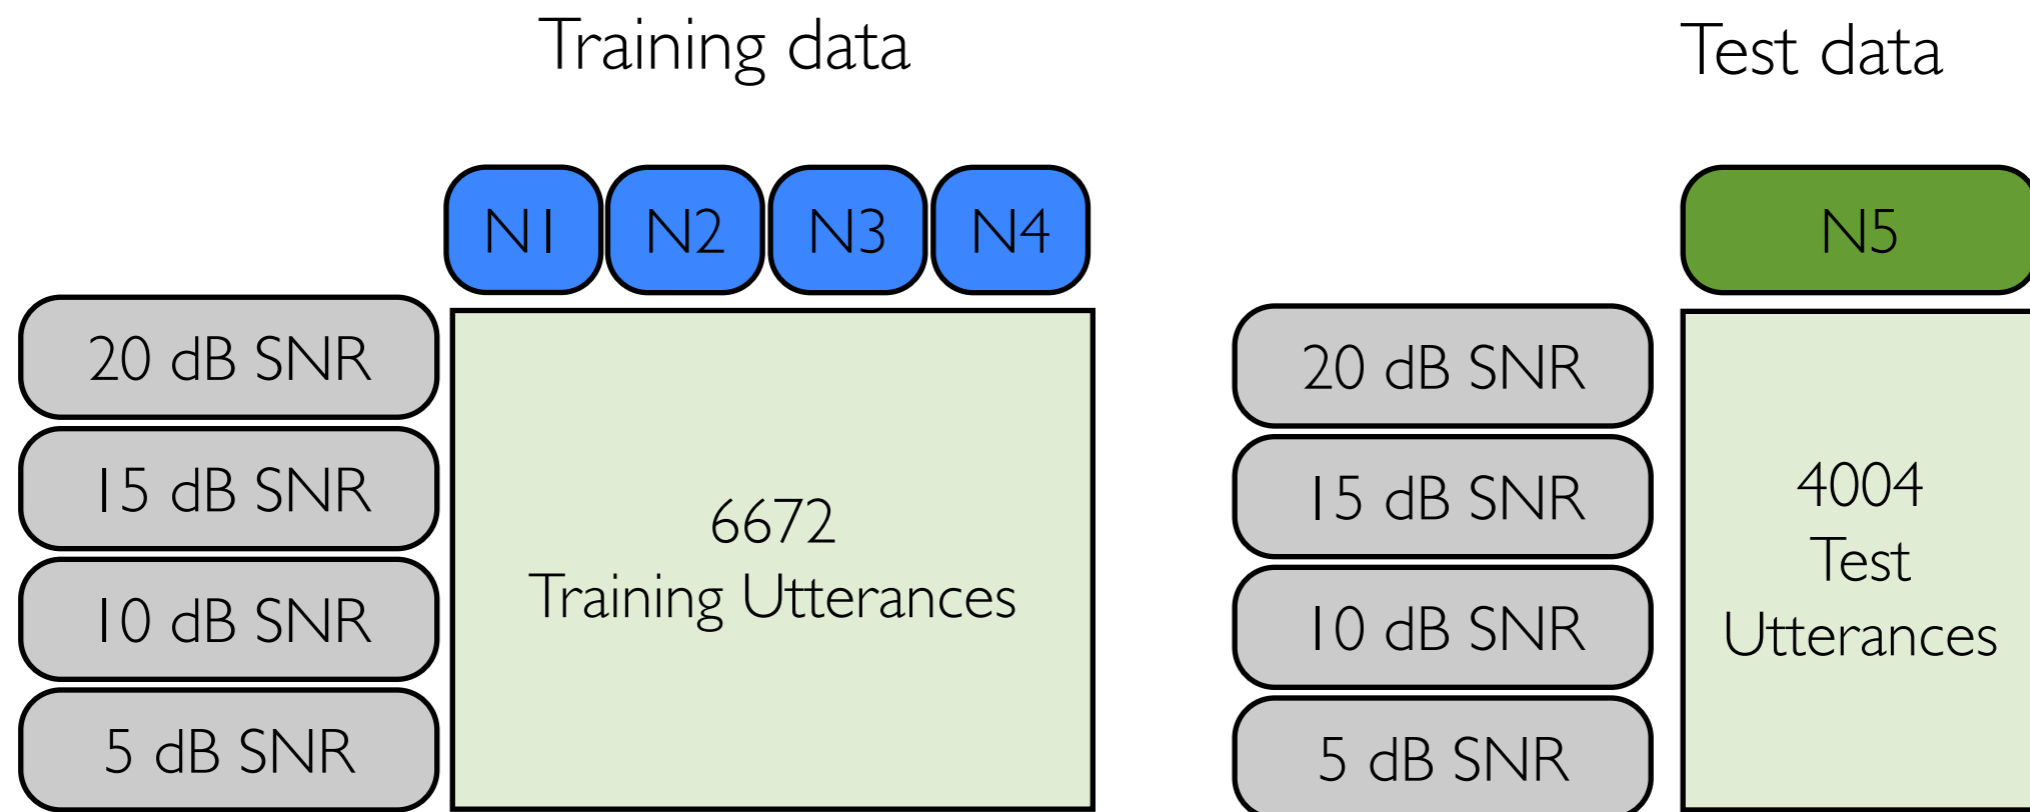 Training data
Test data
N1 N2 N3 N4
N5
20 dB SNR
15 dB SNR
10 dB SNR
5 dB SNR
6672
Training Utterances
20 dB SNR
15 dB SNR
10 dB SNR
5 dB SNR
4004
Test
Utterances